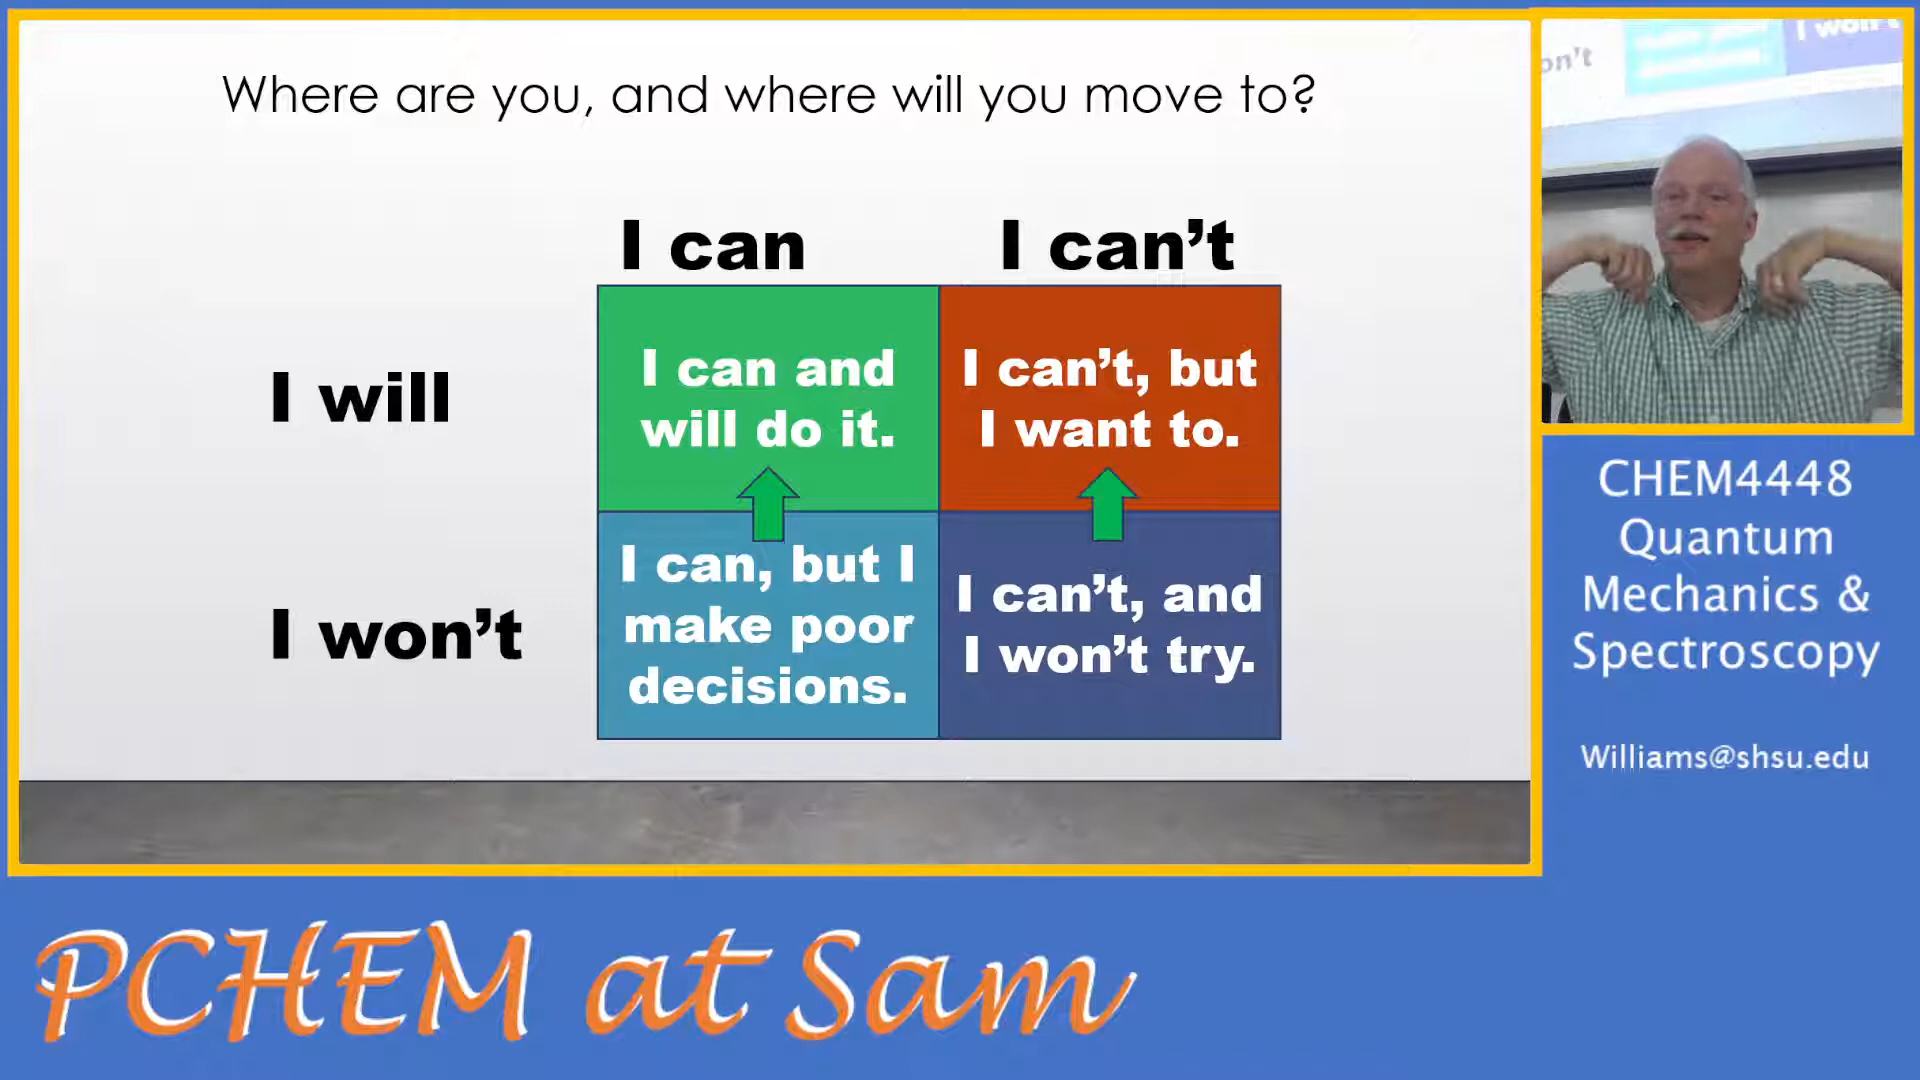 Where are you, and where will you move to?
I can
I can’t
I will
I can and
will do it.
I can’t, but
I want to.
I won’t
I can, but I
make poor
decisions.
I can’t, and
I won’t try.
on’t
I won’t
CHEM4448
Quantum
Mechanics &
Spectroscopy
Williams@shsu.edu
PCHEM at Sam